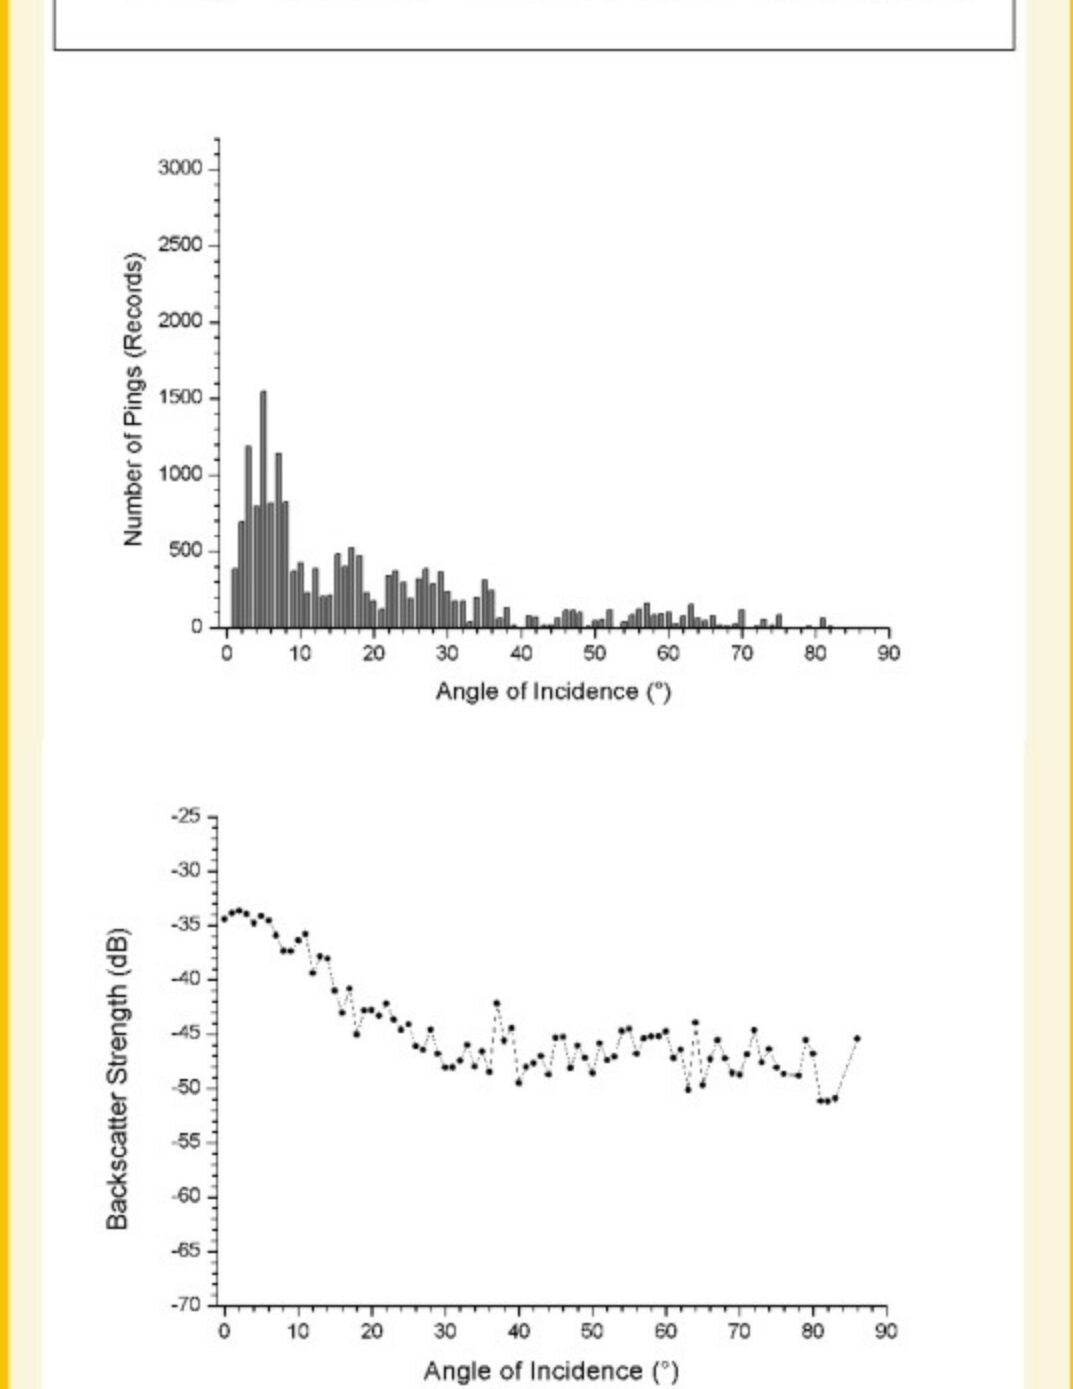 3000
2500
2000
1500
1000
500
0
Number of Pings (Records)
0 10 20 30 40 50 60 70 80 90
Angle of Incidence (°)
-25
-30
-35
-40
-45
-50
-55
-60
-65
-70
Backscatter Strength (dB)
0 10 20 30 40 50 60 70 80 90
Angle of Incidence (°)